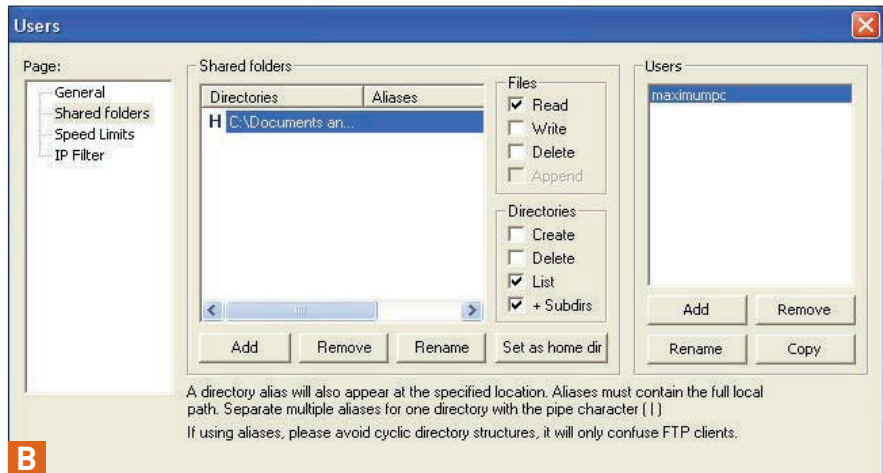 Users
Page:
General
Shared folders
Speed Limits
IP Filter
Shared folders
Directories Aliases
H C:\Documents an...
Files
Read
Write
Delete
Append
Directories
Create
Delete
List
+ Subdirs
Add Remove Rename Set as home dir
Users
maximumpc
Add Remove
Rename Copy
A directory alias will also appear at the specified location. Aliases must contain the full local
path. Separate multiple aliases for one directory with the pipe character ( | )
If using aliases, please avoid cyclic directory structures, it will only confuse FTP clients.
B